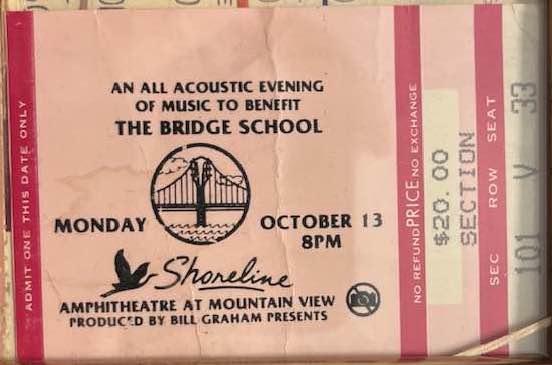 ADMIT ONE THIS DATE ONLY
AN ALL ACOUSTIC EVENING
OF MUSIC TO BENEFIT
THE BRIDGE SCHOOL
MONDAY
OCTOBER 13
8PM
Shoreline
AMPHITHEATRE AT MOUNTAIN VIEW
PRODUCED BY BILL GRAHAM PRESENTS
NO REFUND PRICE NO EXCHANGE
$20.00
SECTION
SEC ROW SEAT
101 V 33